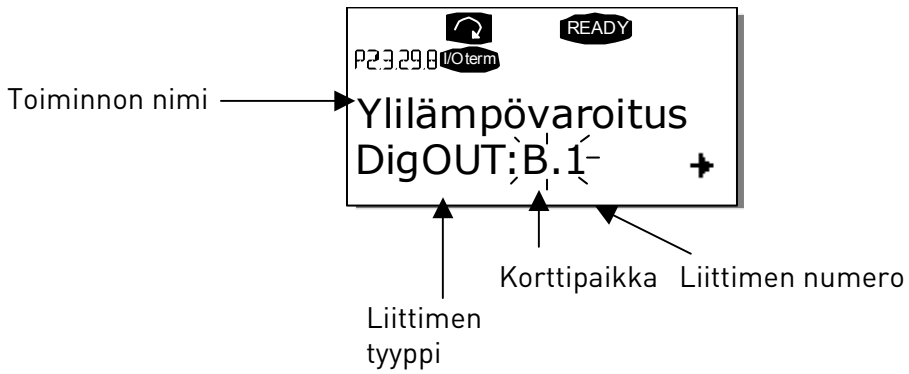 READY
P2.3.29.8 I/Oterm
Toiminnon nimi
Ylilämpövaroitus
DigOUT:B.1
Korttipaikka Liittimen numero
Liittimen
tyyppi